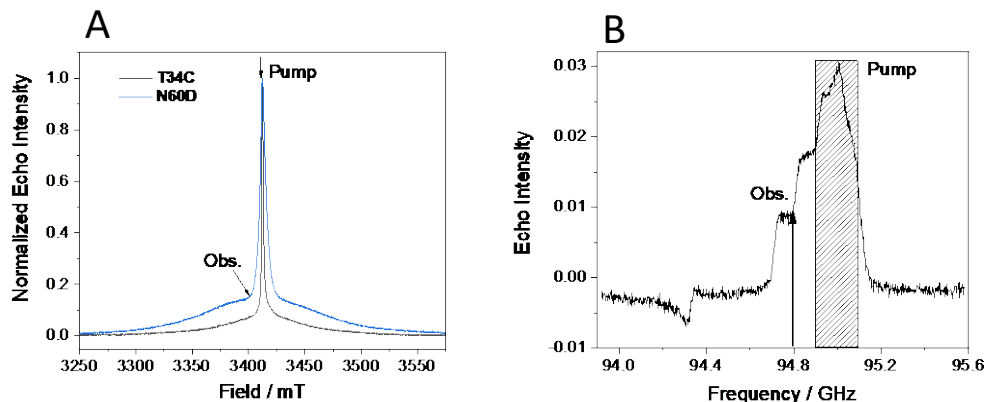 A
Normalized Echo Intensity
1.0
0.8
0.6
0.4
0.2
0.0
T34C
N60D
Pump
Obs.
3250 3300 3350 3400 3450 3500 3550
Field / mT
B
Echo Intensity
0.03
0.02
0.01
0.00
-0.01
Pump
Obs.
94.0 94.4 94.8 95.2 95.6
Frequency / GHz